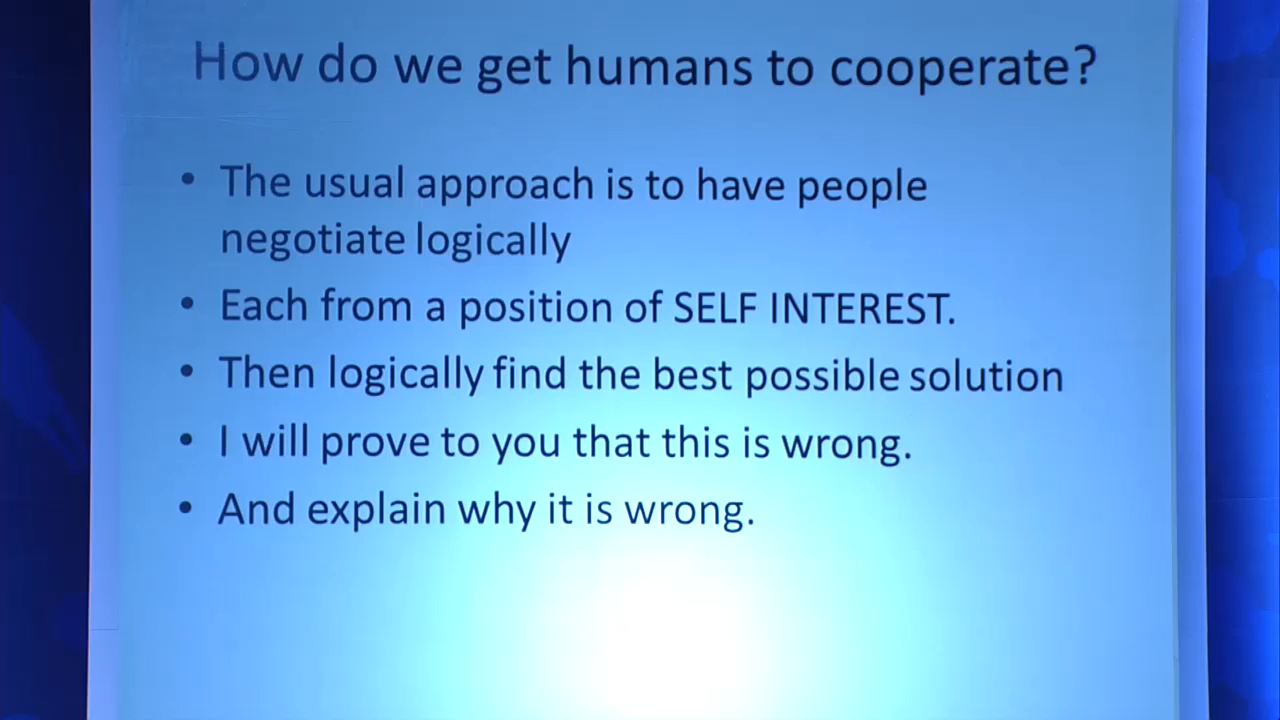 How do we get humans to cooperate?
• The usual approach is to have people
negotiate logically
• Each from a position of SELF INTEREST.
• Then logically find the best possible solution
• I will prove to you that this is wrong.
• And explain why it is wrong.